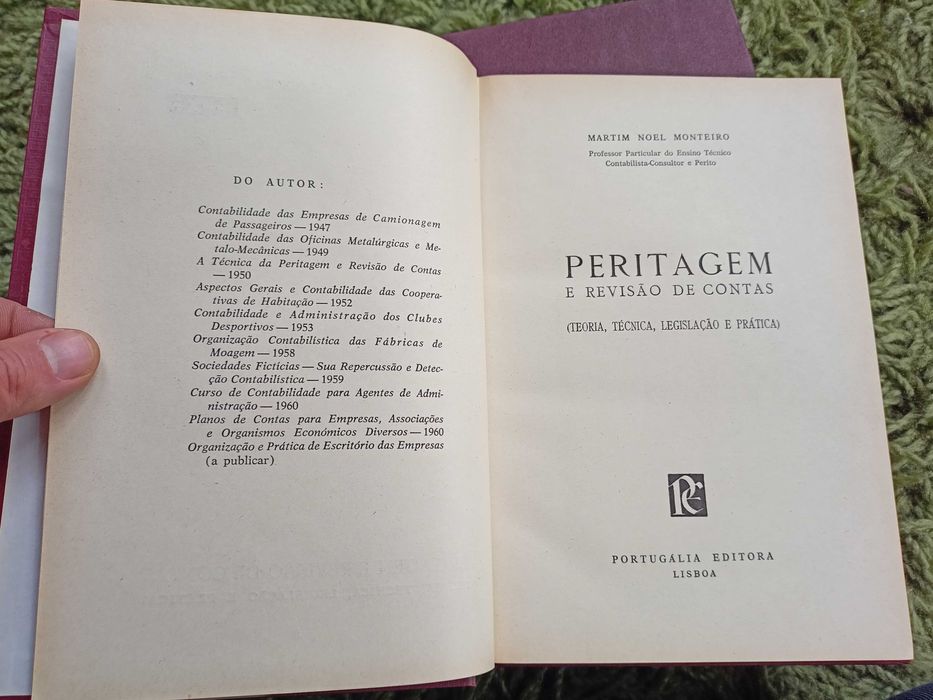 DO AUTOR:
Contabilidade das Empresas de Camionagem
de Passageiros — 1947
Contabilidade das Oficinas Metalúrgicas e Me-
talo-Mecânicas — 1949
A Técnica da Peritagem e Revisão de Contas
— 1950
Aspectos Gerais e Contabilidade das Coopera-
tivas de Habitação — 1952
Contabilidade e Administração dos Clubes
Desportivos — 1953
Organização Contabilística das Fábricas de
Moagem — 1958
Sociedades Fictícias — Sua Repercussão e Detec-
ção Contabilística — 1959
Curso de Contabilidade para Agentes de Admi-
nistração — 1960
Planos de Contas para Empresas, Associações
e Organismos Económicos Diversos — 1960
Organização e Prática de Escritório das Empresas
(a publicar)
MARTIM NOEL MONTEIRO
Professor Particular do Ensino Técnico
Contabilista-Consultor e Perito
PERITAGEM
E REVISÃO DE CONTAS
(TEORIA, TÉCNICA, LEGISLAÇÃO E PRÁTICA)
PE
PORTUGÁLIA EDITORA
LISBOA